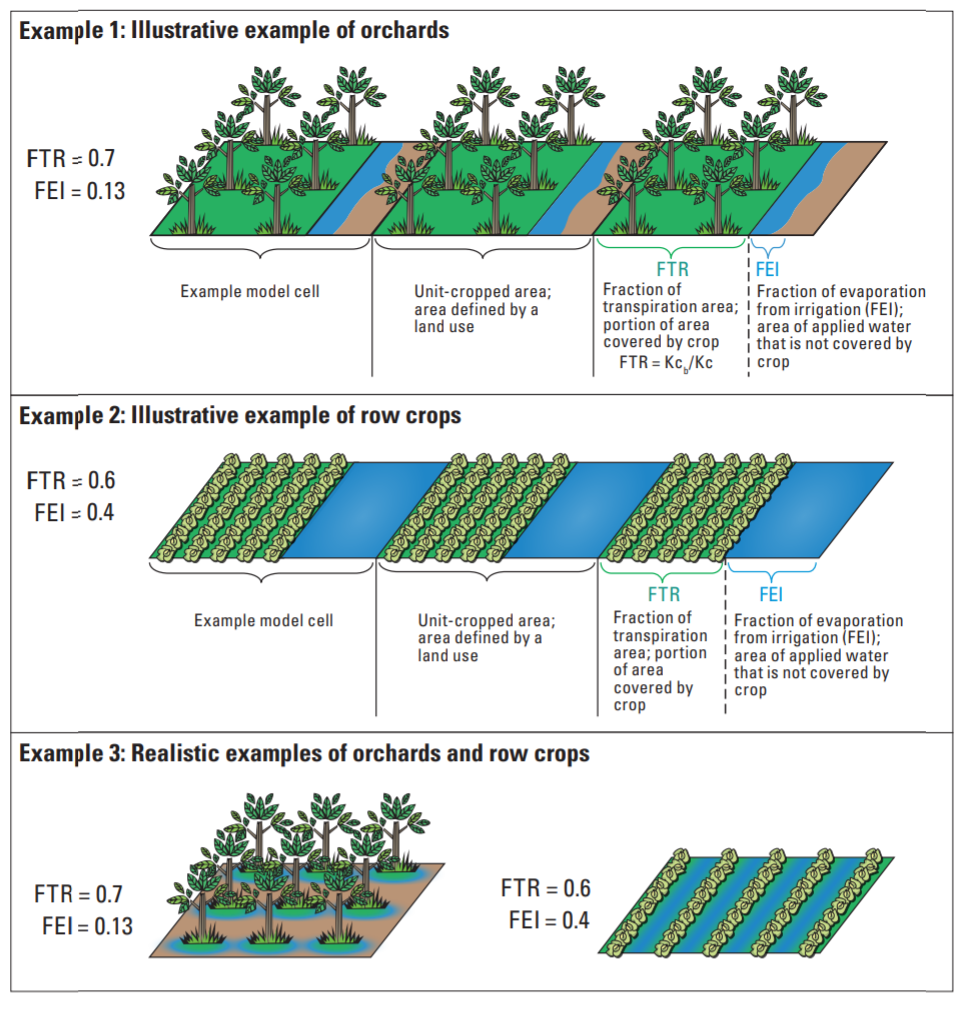 Example 1: Illustrative example of orchards
FTR = 0.7
FEI = 0.13
Example model cell
Unit-cropped area;
area defined by a
land use
FTR
Fraction of
transpiration area;
portion of area
covered by crop
FTR = Kcb/Kc
FEI
Fraction of evaporation
from irrigation (FEI);
area of applied water
that is not covered by
crop
Example 2: Illustrative example of row crops
FTR = 0.6
FEI = 0.4
Example model cell
Unit-cropped area;
area defined by a
land use
FTR
Fraction of
transpiration
area; portion
of area
covered by
crop
FEI
Fraction of evaporation
from irrigation (FEI);
area of applied water
that is not covered by
crop
Example 3: Realistic examples of orchards and row crops
FTR = 0.7
FEI = 0.13
FTR = 0.6
FEI = 0.4